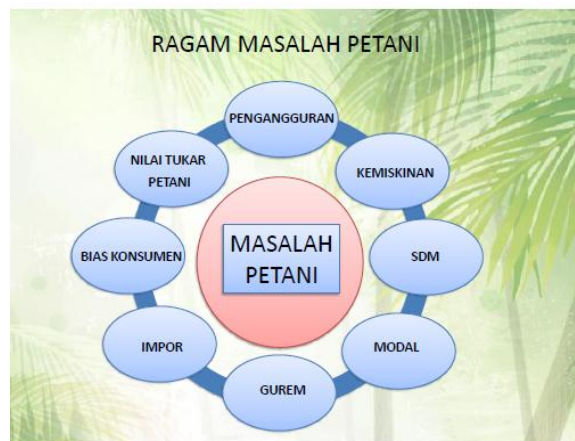 RAGAM MASALAH PETANI
PENGANGGURAN
KEMISKINAN
SDM
MODAL
GUREM
IMPOR
BIAS KONSUMEN
NILAI TUKAR
PETANI
MASALAH
PETANI